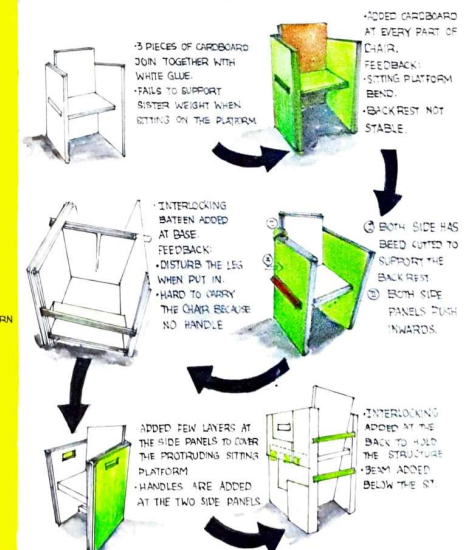 •3 PIECES OF CARDBOARD
JOIN TOGETHER WITH
WHITE GLUE.
•FAILS TO SUPPORT
SISTER WEIGHT WHEN
SITTING ON THE PLATFORM
•ADDED CARDBOARD
AT EVERY PART OF
CHAIR.
FEEDBACK:
•SITTING PLATFORM
BEND.
•BACKREST NOT
STABLE.
① BOTH SIDE HAS
BEED CUTTED TO
SUPPORT THE
BACKREST.
② BOTH SIDE
PANELS PUSH
INWARDS.
•INTERLOCKING
BATEEN ADDED
AT BASE.
FEEDBACK:
•DISTURB THE LEG
WHEN PUT IN.
•HARD TO CARRY
THE CHAIR BECAUSE
NO HANDLE
RN
ADDED FEW LAYERS AT
THE SIDE PANELS TO COVER
THE PROTRUDING SITTING
PLATFORM
•HANDLES ARE ADDED
AT THE TWO SIDE PANELS
•INTERLOCKING
ADDED AT THE
BACK TO HOLD
THE STRUCTURE
•BEAM ADDED
BELOW THE